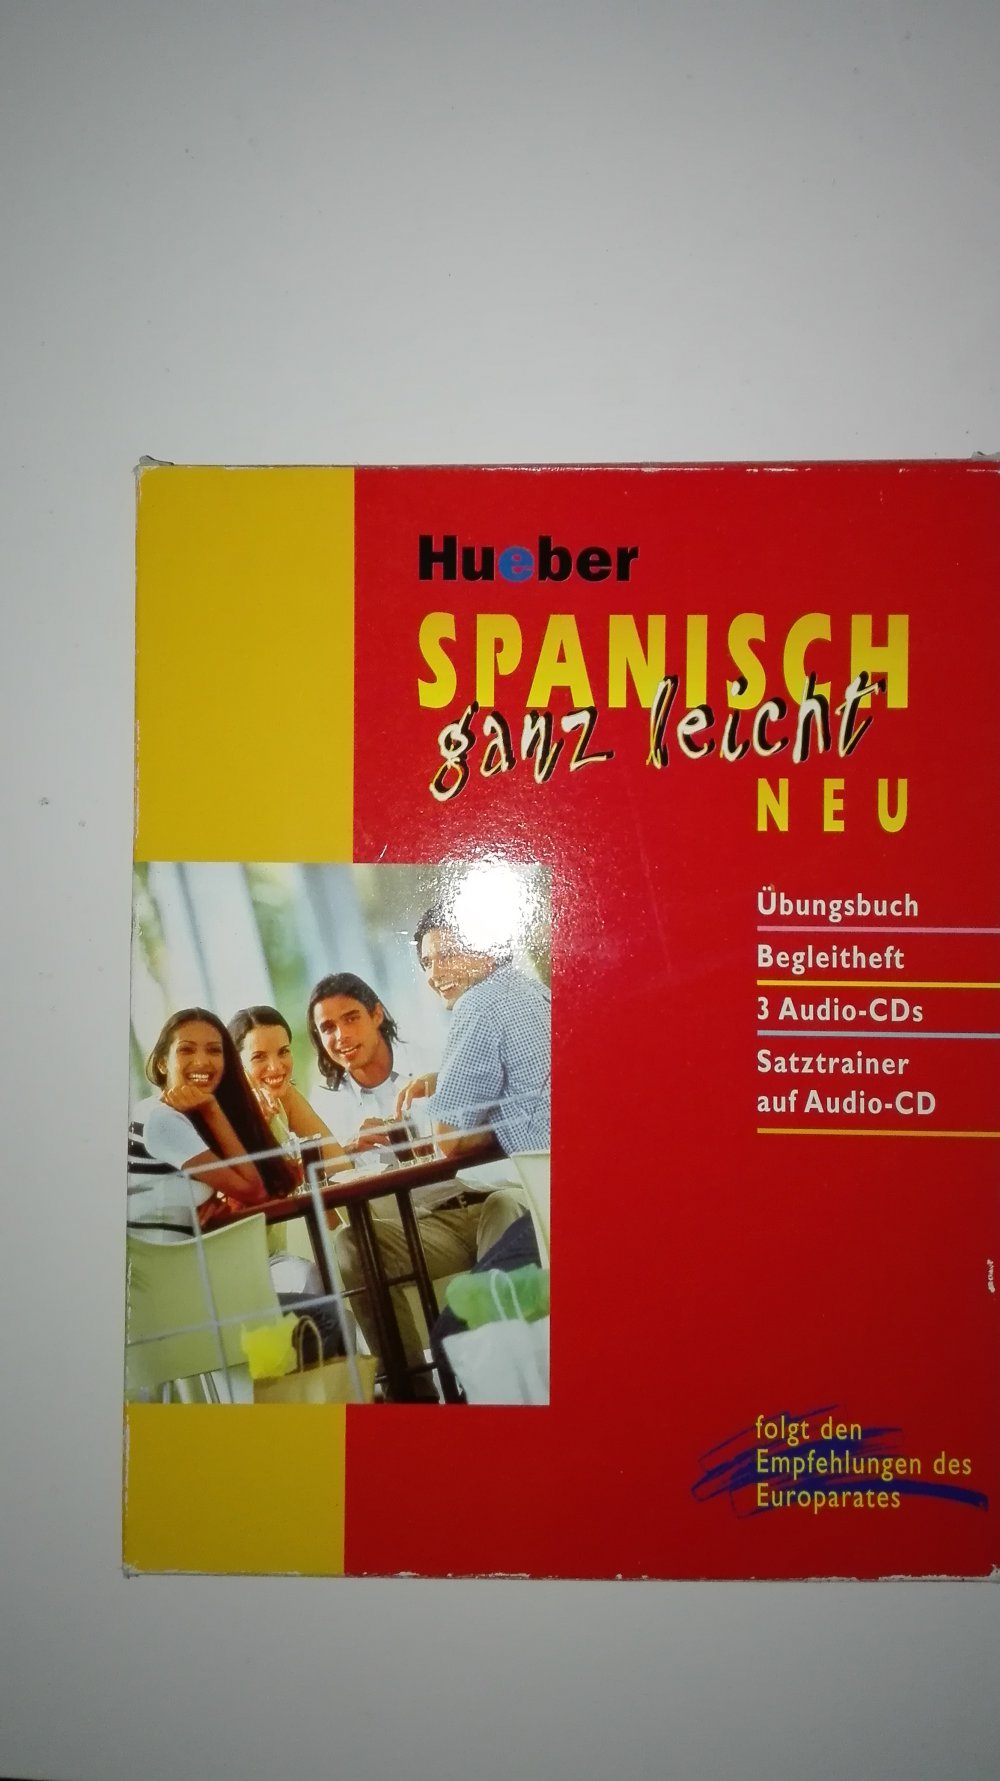 Hueber
SPANISCH
ganz leicht
NEU
Übungsbuch
Begleitheft
3 Audio-CDs
Satztrainer
auf Audio-CD
folgt den
Empfehlungen des
Europarates